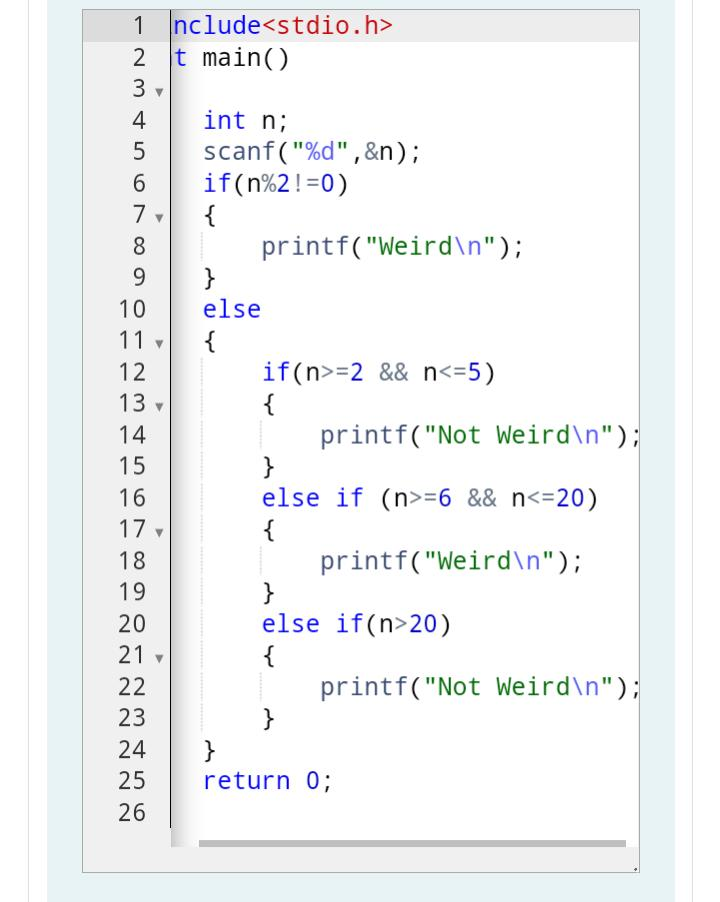 1 nclude<stdio.h>
2 t main()
3
4 int n;
5 scanf("%d",&n);
6 if(n%2!=0)
7 {
8 printf("Weird\n");
9 }
10 else
11 {
12 if(n>=2 && n<=5)
13 {
14 printf("Not Weird\n");
15 }
16 else if (n>=6 && n<=20)
17 {
18 printf("Weird\n");
19 }
20 else if(n>20)
21 {
22 printf("Not Weird\n");
23 }
24 }
25 return 0;
26